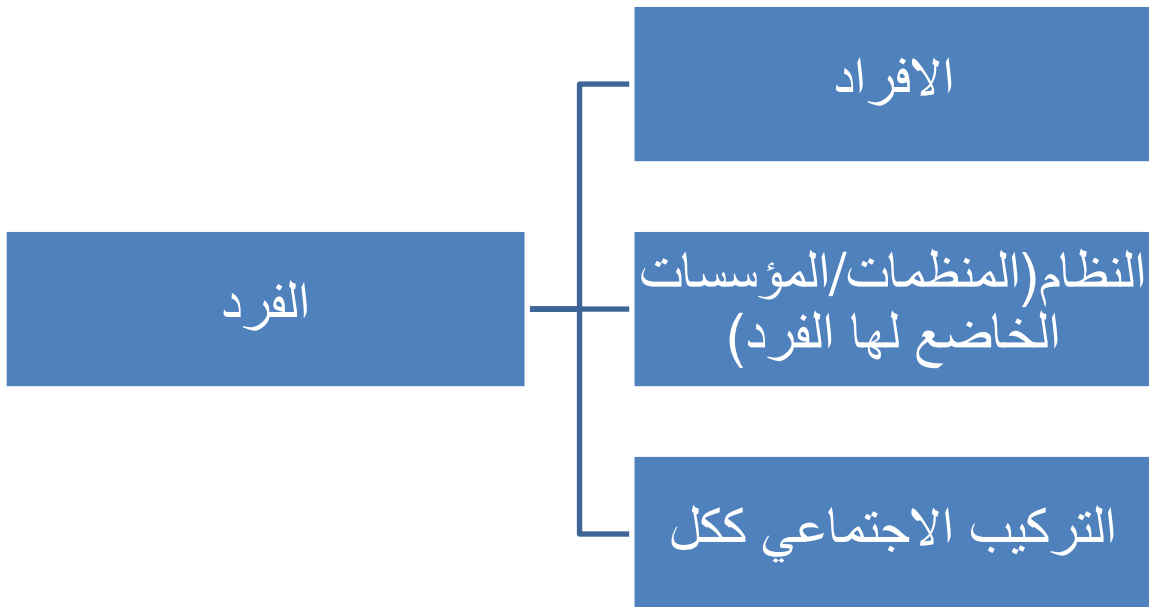 الافراد
الفرد
النظام(المنظمات/المؤسسات
الخاضع لها الفرد)
التركيب الاجتماعي ككل